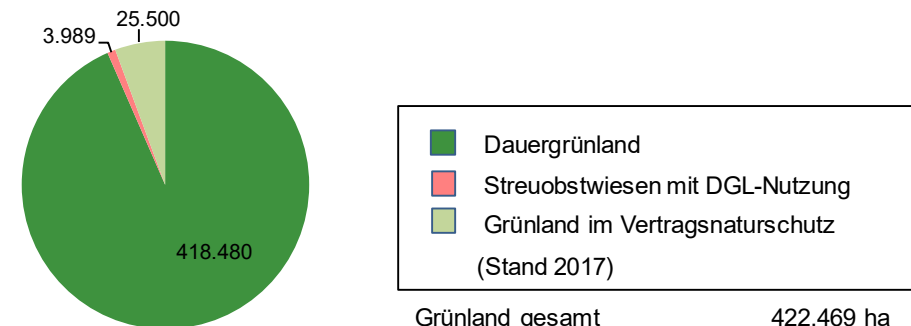 25.500
3.989
418.480
Dauergrünland
Streuobstwiesen mit DGL-Nutzung
Grünland im Vertragsnaturschutz
(Stand 2017)
Grünland gesamt 422.469 ha